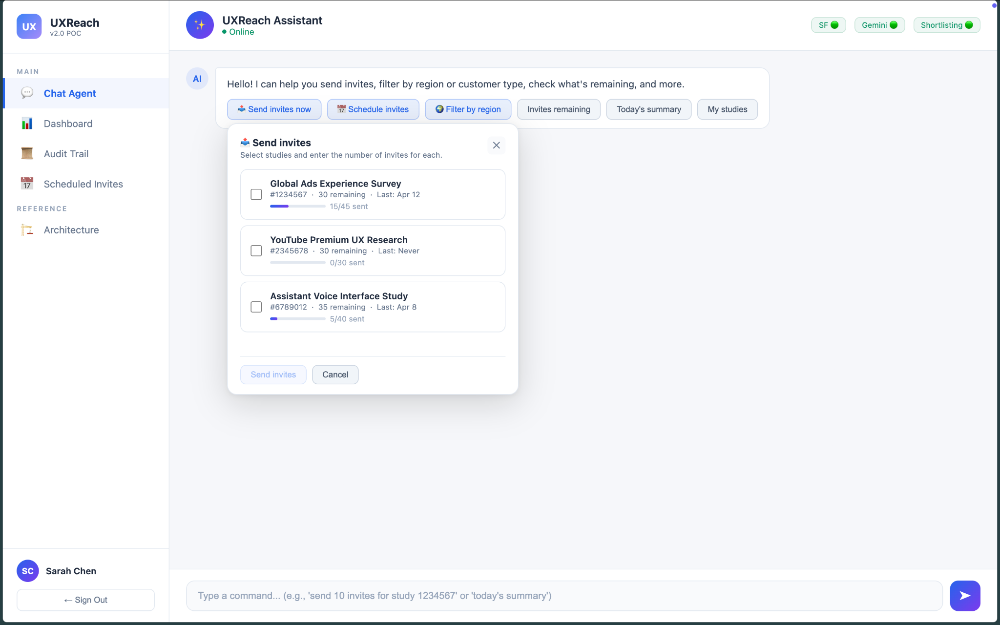 UX
UXReach
v2.0 POC
MAIN
Chat Agent
Dashboard
Audit Trail
17
Scheduled Invites
REFERENCE
Architecture
SC
Sarah Chen
← Sign Out
UXReach Assistant
Online
SF
Gemini
Shortlisting
AI
Hello! I can help you send invites, filter by region or customer type, check what's remaining, and more.
Send invites now
17 Schedule invites
Filter by region
Invites remaining
Today's summary
My studies
Send invites
Select studies and enter the number of invites for each.
Global Ads Experience Survey
#1234567 · 30 remaining · Last: Apr 12
15/45 sent
YouTube Premium UX Research
#2345678 · 30 remaining · Last: Never
0/30 sent
Assistant Voice Interface Study
#6789012 · 35 remaining · Last: Apr 8
5/40 sent
Send invites
Cancel
Type a command... (e.g., 'send 10 invites for study 1234567' or 'today's summary')